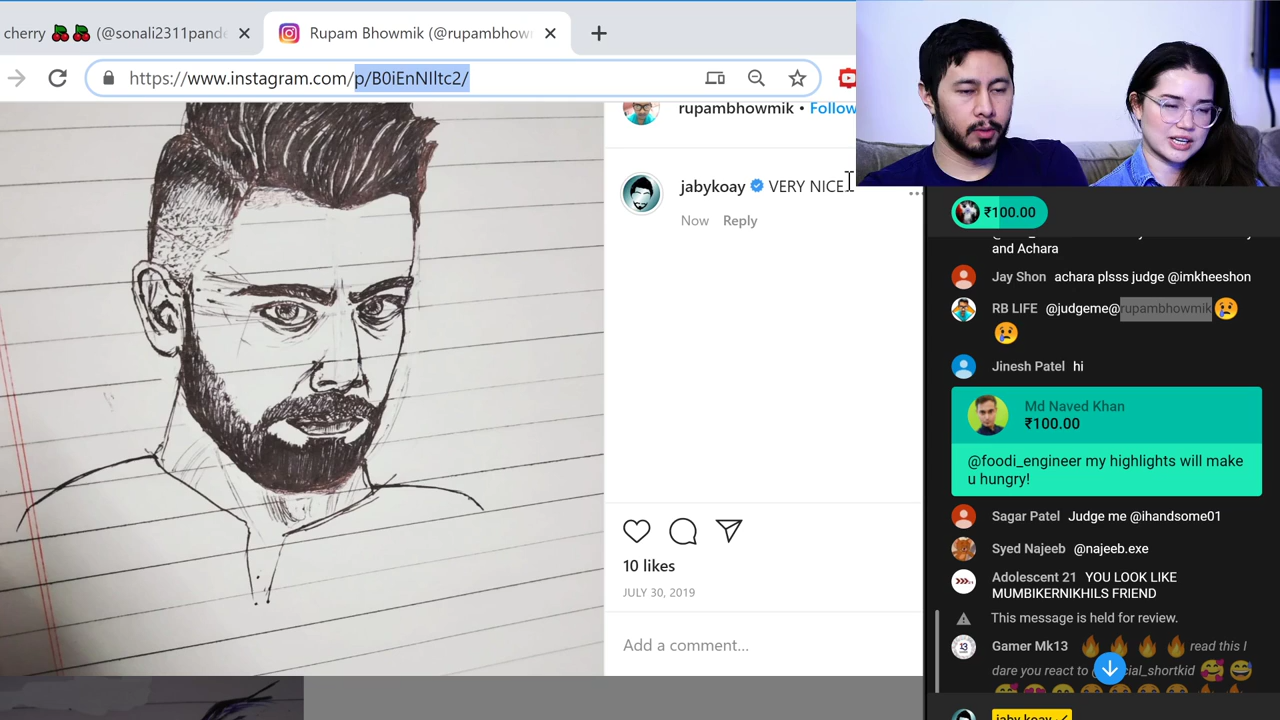 cherry 🍒🍒 (@sonali2311pand
Rupam Bhowmik (@rupambhow
https://www.instagram.com/p/B0iEnNIltc2/
rupambhowmik • Follow
jabykoay VERY NICE
Now Reply
10 likes
JULY 30, 2019
Add a comment...
₹100.00
and Achara
Jay Shon achara plsss judge @imkheeshon
RB LIFE @judgeme@rupambhowmik😢
😢
Jinesh Patel hi
Md Naved Khan
₹100.00
@foodi_engineer my highlights will make
u hungry!
Sagar Patel Judge me @ihandsome01
Syed Najeeb @najeeb.exe
Adolescent 21 YOU LOOK LIKE
MUMBIKERNIKHILS FRIEND
This message is held for review.
13
Gamer Mk13 🔥🔥🔥🔥 read this I
dare you react to cial_shortkid 🥰😅
jaby koay